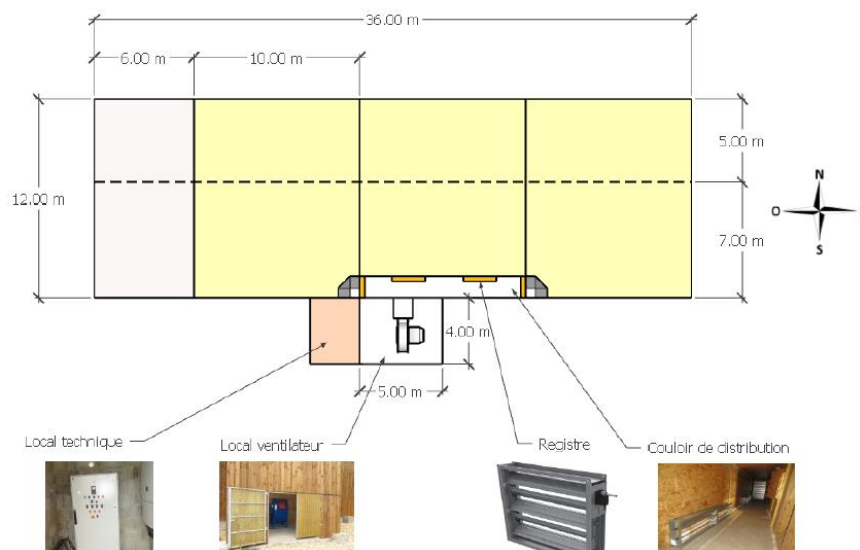 36.00 m
6.00 m
10.00 m
12.00 m
5.00 m
7.00 m
N
O
S
4.00 m
5.00 m
Local technique
Local ventilateur
Registre
Couloir de distribution